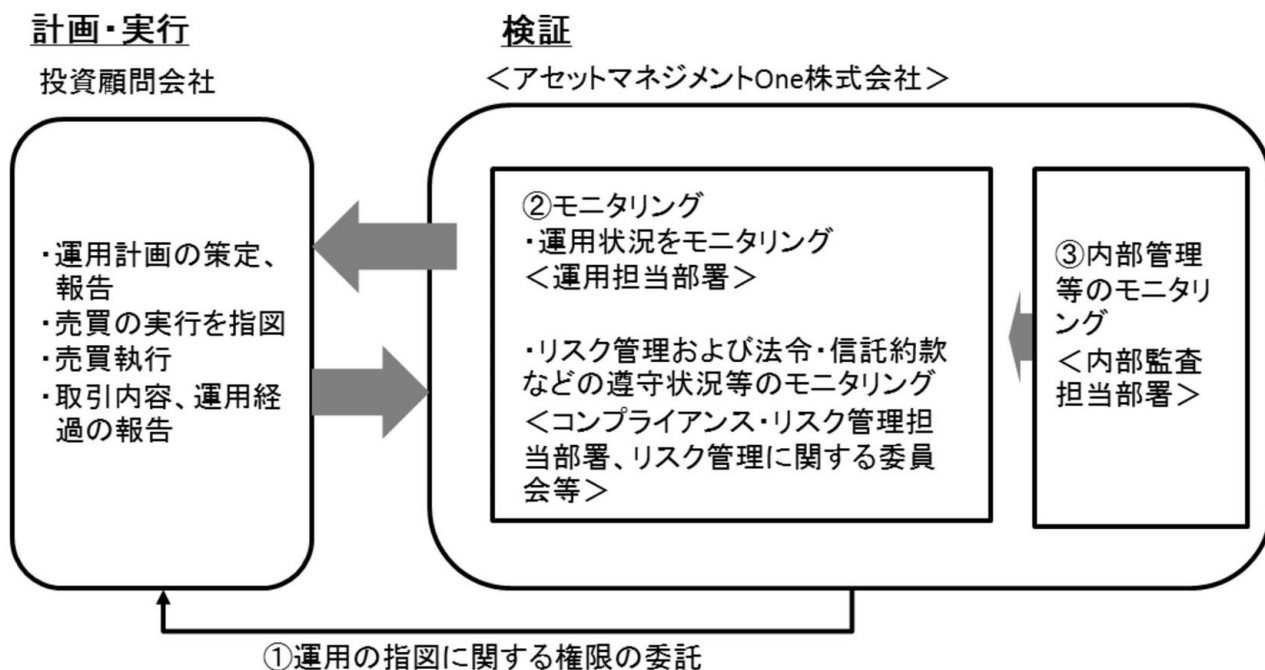 計画・実行
投資顧問会社
・運用計画の策定、
報告
・売買の実行を指図
・売買執行
・取引内容、運用経
過の報告
検証
＜アセットマネジメントOne株式会社＞
②モニタリング
・運用状況をモニタリング
＜運用担当部署＞
・リスク管理および法令・信託約款
などの遵守状況等のモニタリング
＜コンプライアンス・リスク管理担
当部署、リスク管理に関する委員
会等＞
③内部管理
等のモニタリ
ング
＜内部監査
担当部署＞
①運用の指図に関する権限の委託